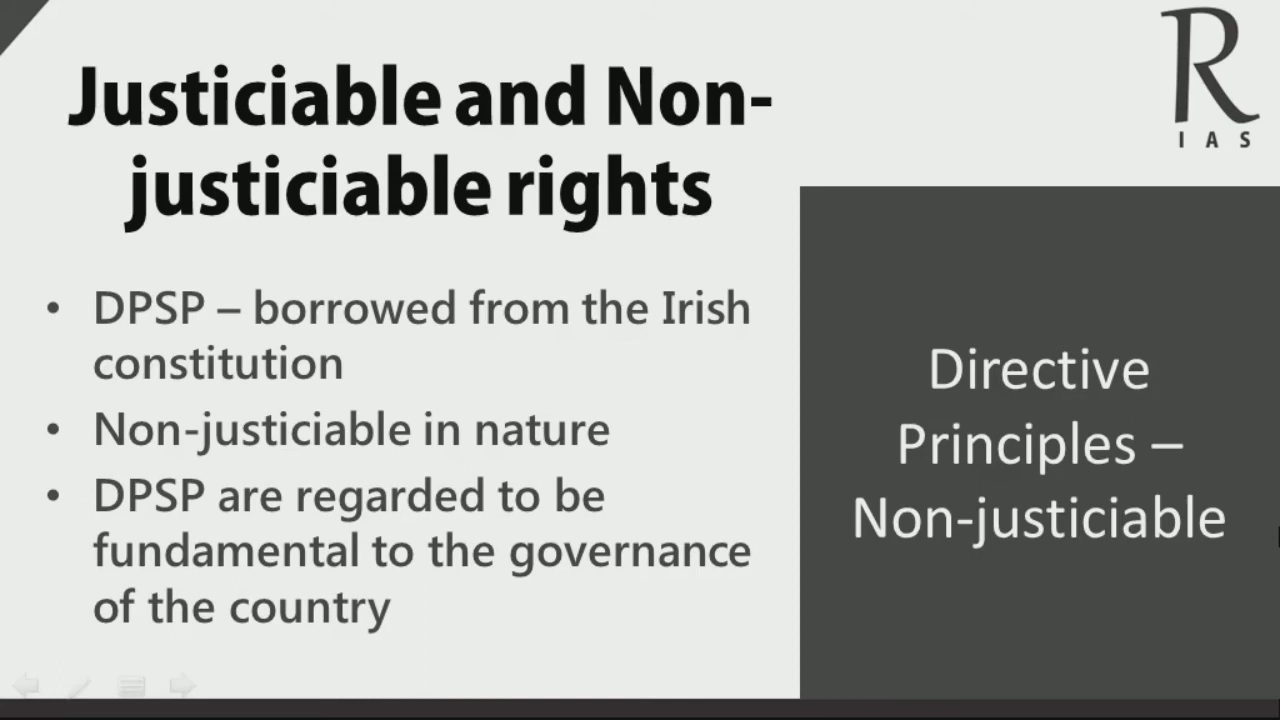 Justiciable and Non-
justiciable rights
• DPSP – borrowed from the Irish
constitution
• Non-justiciable in nature
• DPSP are regarded to be
fundamental to the governance
of the country
R
I A S
Directive
Principles –
Non-justiciable